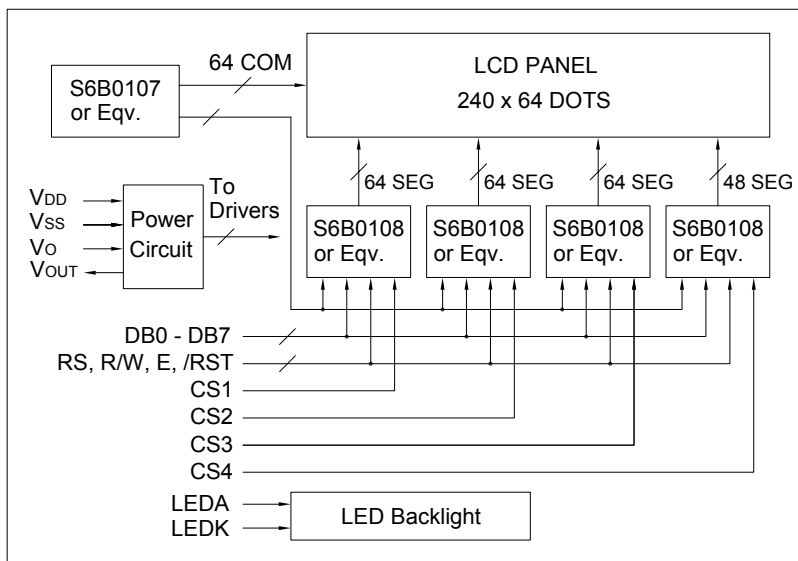 S6B0107
or Eqv.
64 COM
LCD PANEL
240 x 64 DOTS
64 SEG
64 SEG
64 SEG
48 SEG
VDD
VSS
VO
VOUT
Power
Circuit
To
Drivers
S6B0108
or Eqv.
S6B0108
or Eqv.
S6B0108
or Eqv.
S6B0108
or Eqv.
DB0 - DB7
RS, R/W, E, /RST
CS1
CS2
CS3
CS4
LEDA
LEDK
LED Backlight